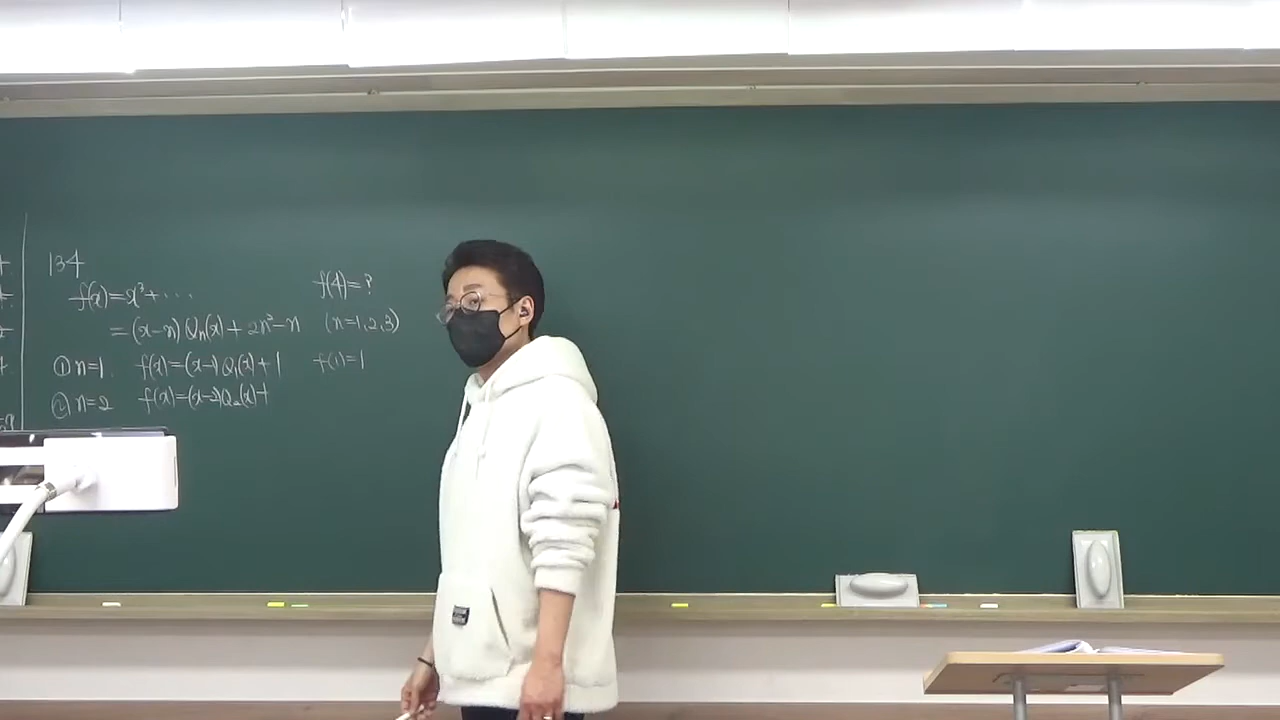 134
f(x)=x³+··· f(4)=?
=(x-n)Qₙ(x)+2n²-n (n=1,2,3)
① n=1. f(x)=(x-1)Q₁(x)+1 f(1)=1
② n=2 f(x)=(x-2)Q₂(x)+